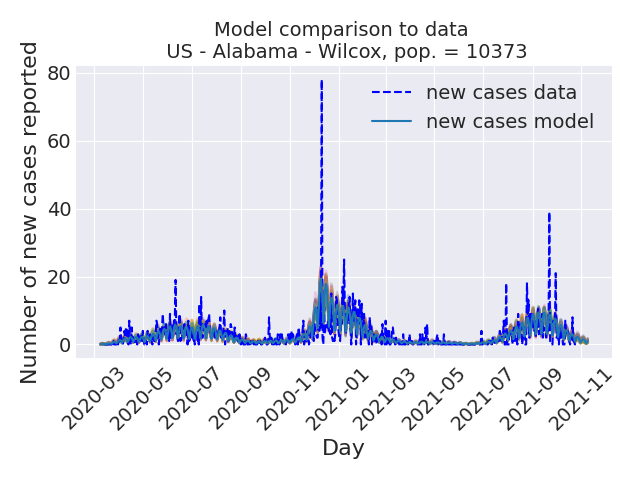 Model comparison to data
US - Alabama - Wilcox, pop. = 10373
Number of new cases reported
80
60
40
20
0
new cases data
new cases model
2020-03
2020-05
2020-07
2020-09
2020-11
2021-01
2021-03
2021-05
2021-07
2021-09
2021-11
Day